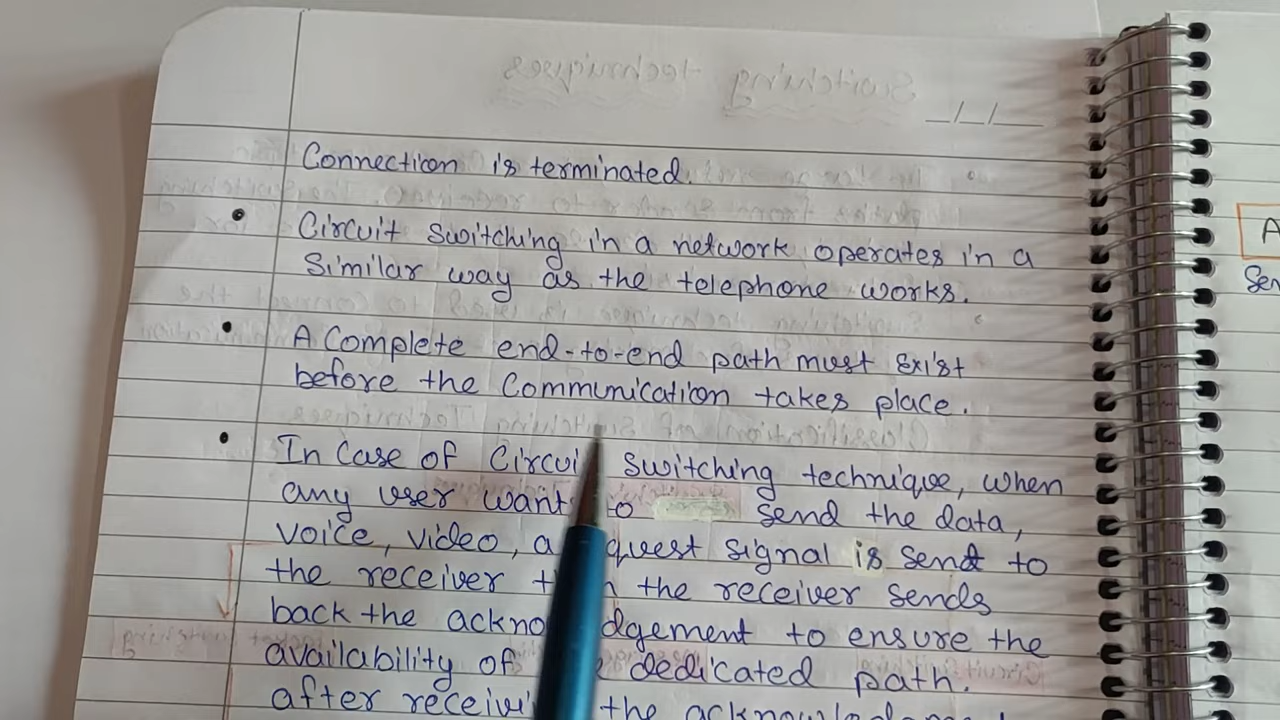 Connection is terminated.
• Circuit switching in a network operates in a
similar way as the telephone works.
• A Complete end-to-end path must exist
before the communication takes place.
• In case of circui switching technique, when
any user want to send the data,
voice, video, a quest signal is send to
the receiver the receiver sends
back the ackno dgement to ensure the
availability of dedicated path.
after receivi the acknowledgement
A
Sen